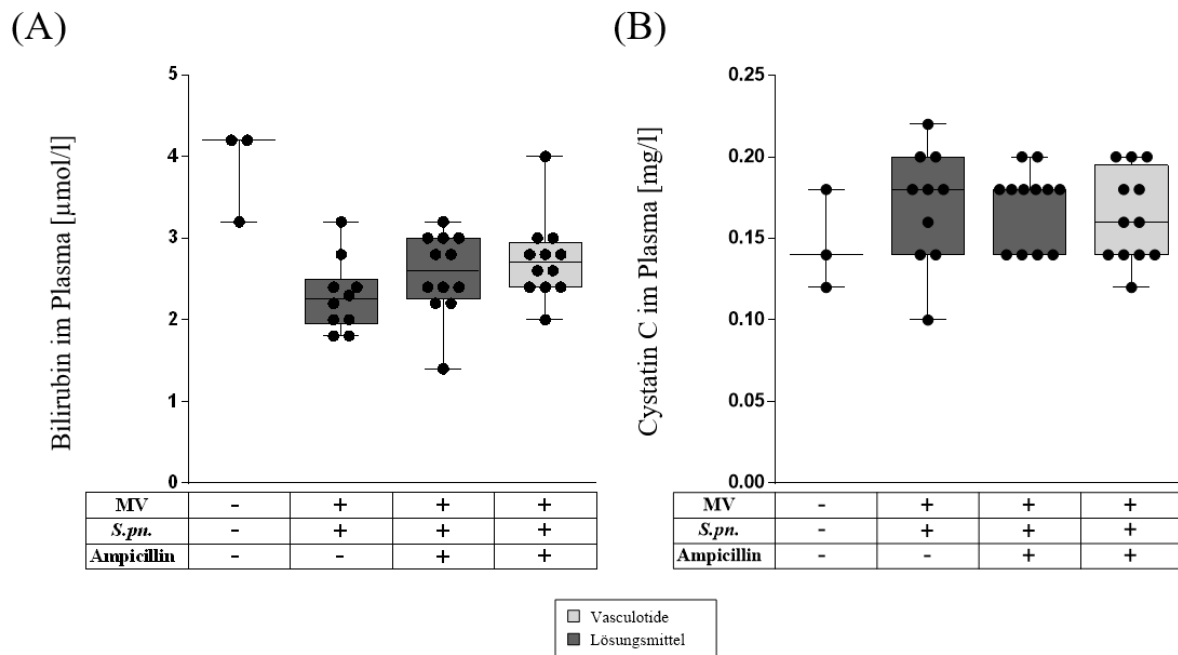 (A)
Bilirubin im Plasma [µmol/l]
5
4
3
2
1
0
MV - + + +
S.pn. - + + +
Ampicillin - - + +
(B)
Cystatin C im Plasma [mg/l]
0.25
0.20
0.15
0.10
0.05
0.00
MV - + + +
S.pn. - + + +
Ampicillin - - + +
Vasculotide
Lösungsmittel